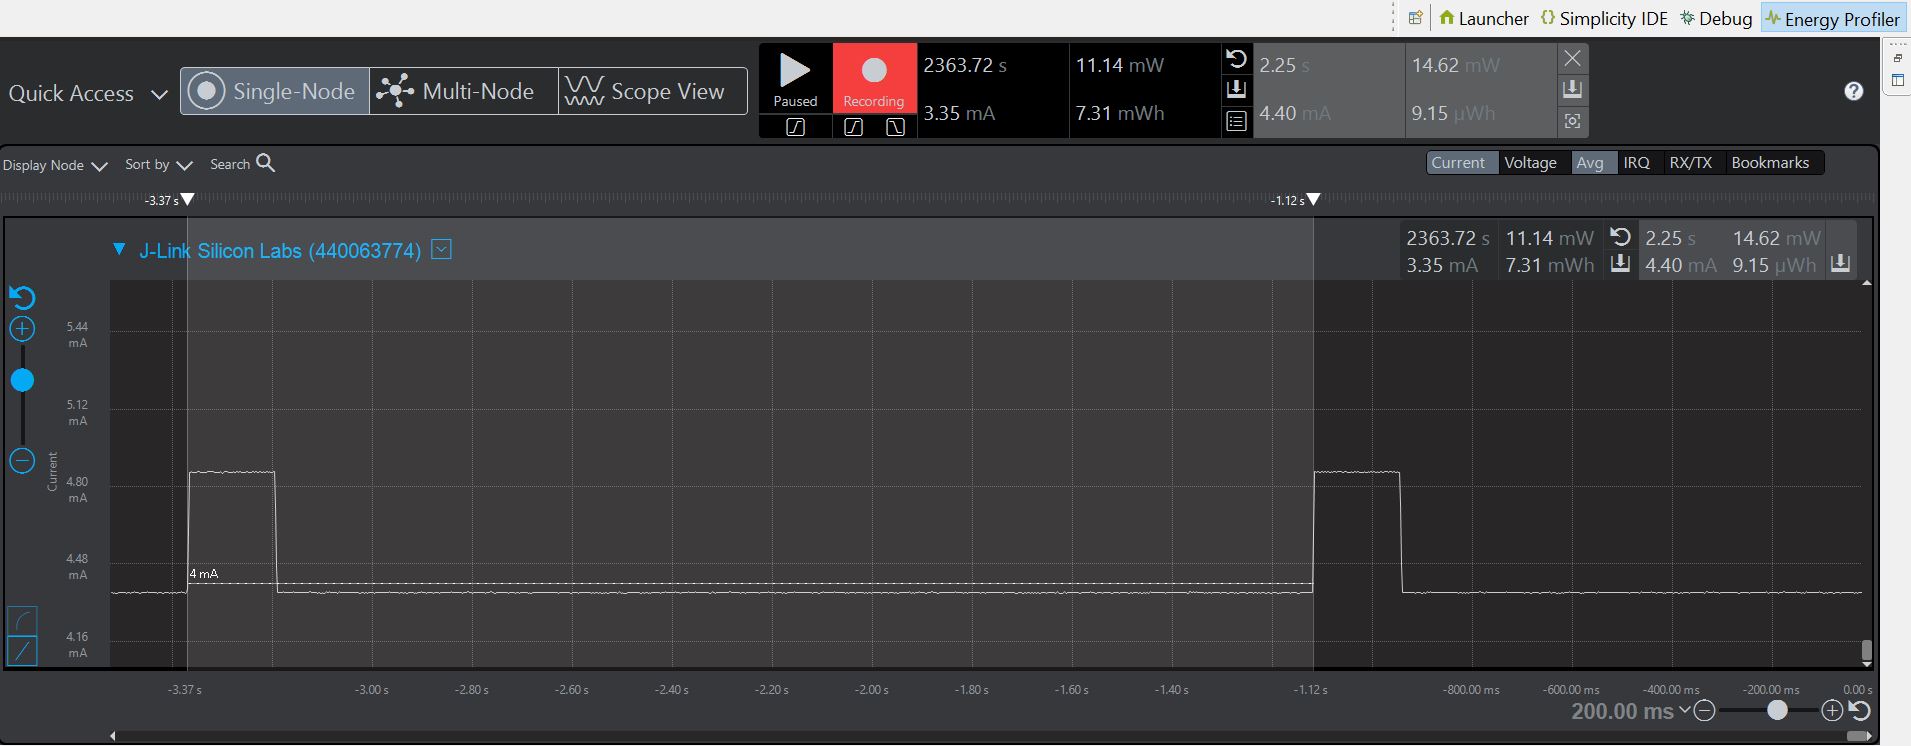 Launcher {} Simplicity IDE Debug Energy Profiler
Quick Access Single-Node Multi-Node Scope View
Paused Recording
2363.72 s 11.14 mW 2.25 s 14.62 mW
3.35 mA 7.31 mWh 4.40 mA 9.15 µWh
?
Display Node Sort by Search
Current Voltage Avg IRQ RX/TX Bookmarks
-3.37 s -1.12 s
J-Link Silicon Labs (440063774)
2363.72 s 11.14 mW 2.25 s 14.62 mW
3.35 mA 7.31 mWh 4.40 mA 9.15 µWh
5.44
mA
5.12
mA
Current
4.80
mA
4.48
mA
4 mA
4.16
mA
-3.37 s -3.00 s -2.80 s -2.60 s -2.40 s -2.20 s -2.00 s -1.80 s -1.60 s -1.40 s -1.12 s -800.00 ms -600.00 ms -400.00 ms -200.00 ms 0.00 s
200.00 ms